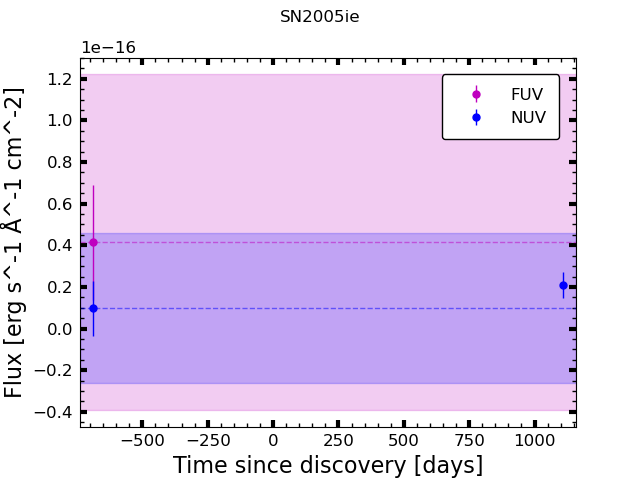 SN2005ie
1e−16
FUV
NUV
1.2
1.0
0.8
0.6
0.4
0.2
0.0
−0.2
−0.4
Flux [erg s^-1 Å^-1 cm^-2]
−500 −250 0 250 500 750 1000
Time since discovery [days]